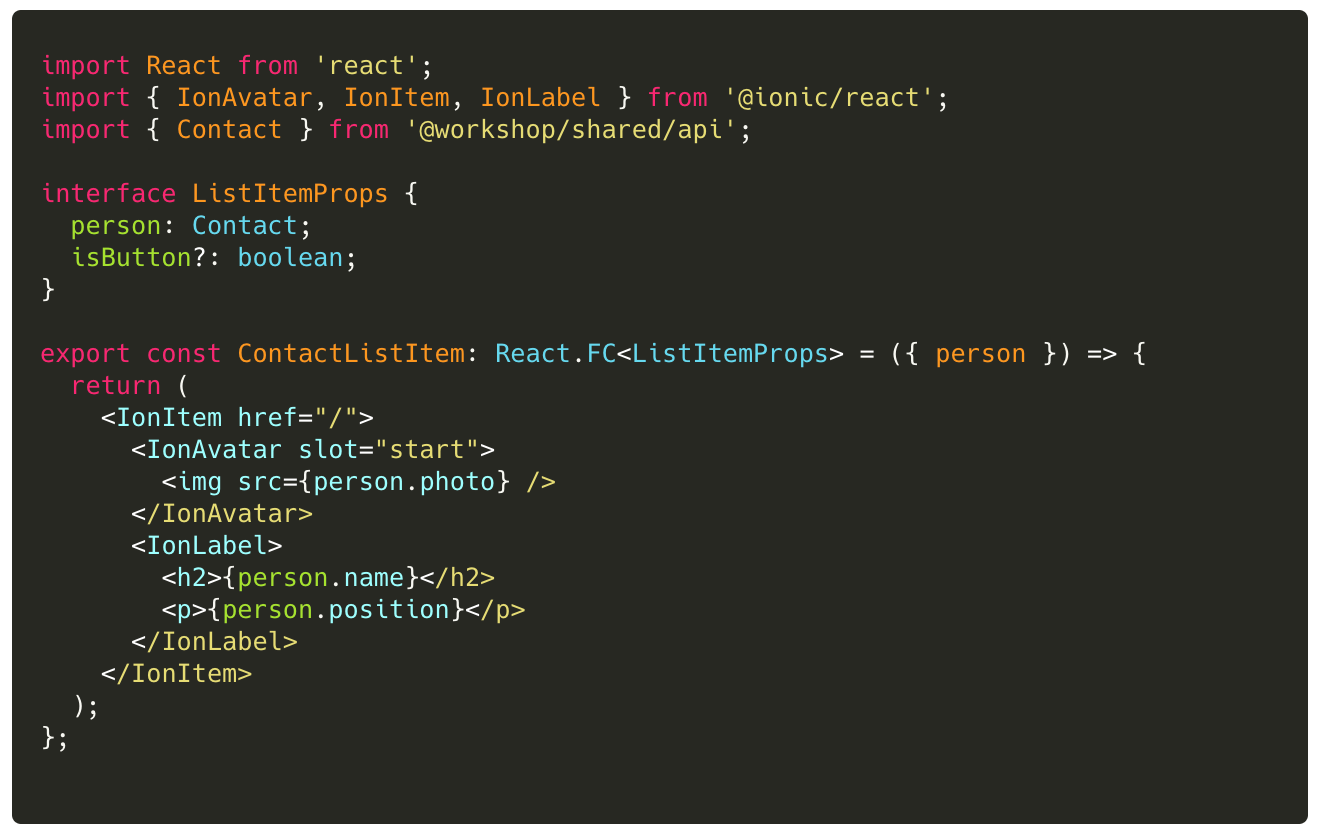 import React from 'react';
import { IonAvatar, IonItem, IonLabel } from '@ionic/react';
import { Contact } from '@workshop/shared/api';

interface ListItemProps {
  person: Contact;
  isButton?: boolean;
}

export const ContactListItem: React.FC<ListItemProps> = ({ person }) => {
  return (
    <IonItem href="/">
      <IonAvatar slot="start">
        <img src={person.photo} />
      </IonAvatar>
      <IonLabel>
        <h2>{person.name}</h2>
        <p>{person.position}</p>
      </IonLabel>
    </IonItem>
  );
};